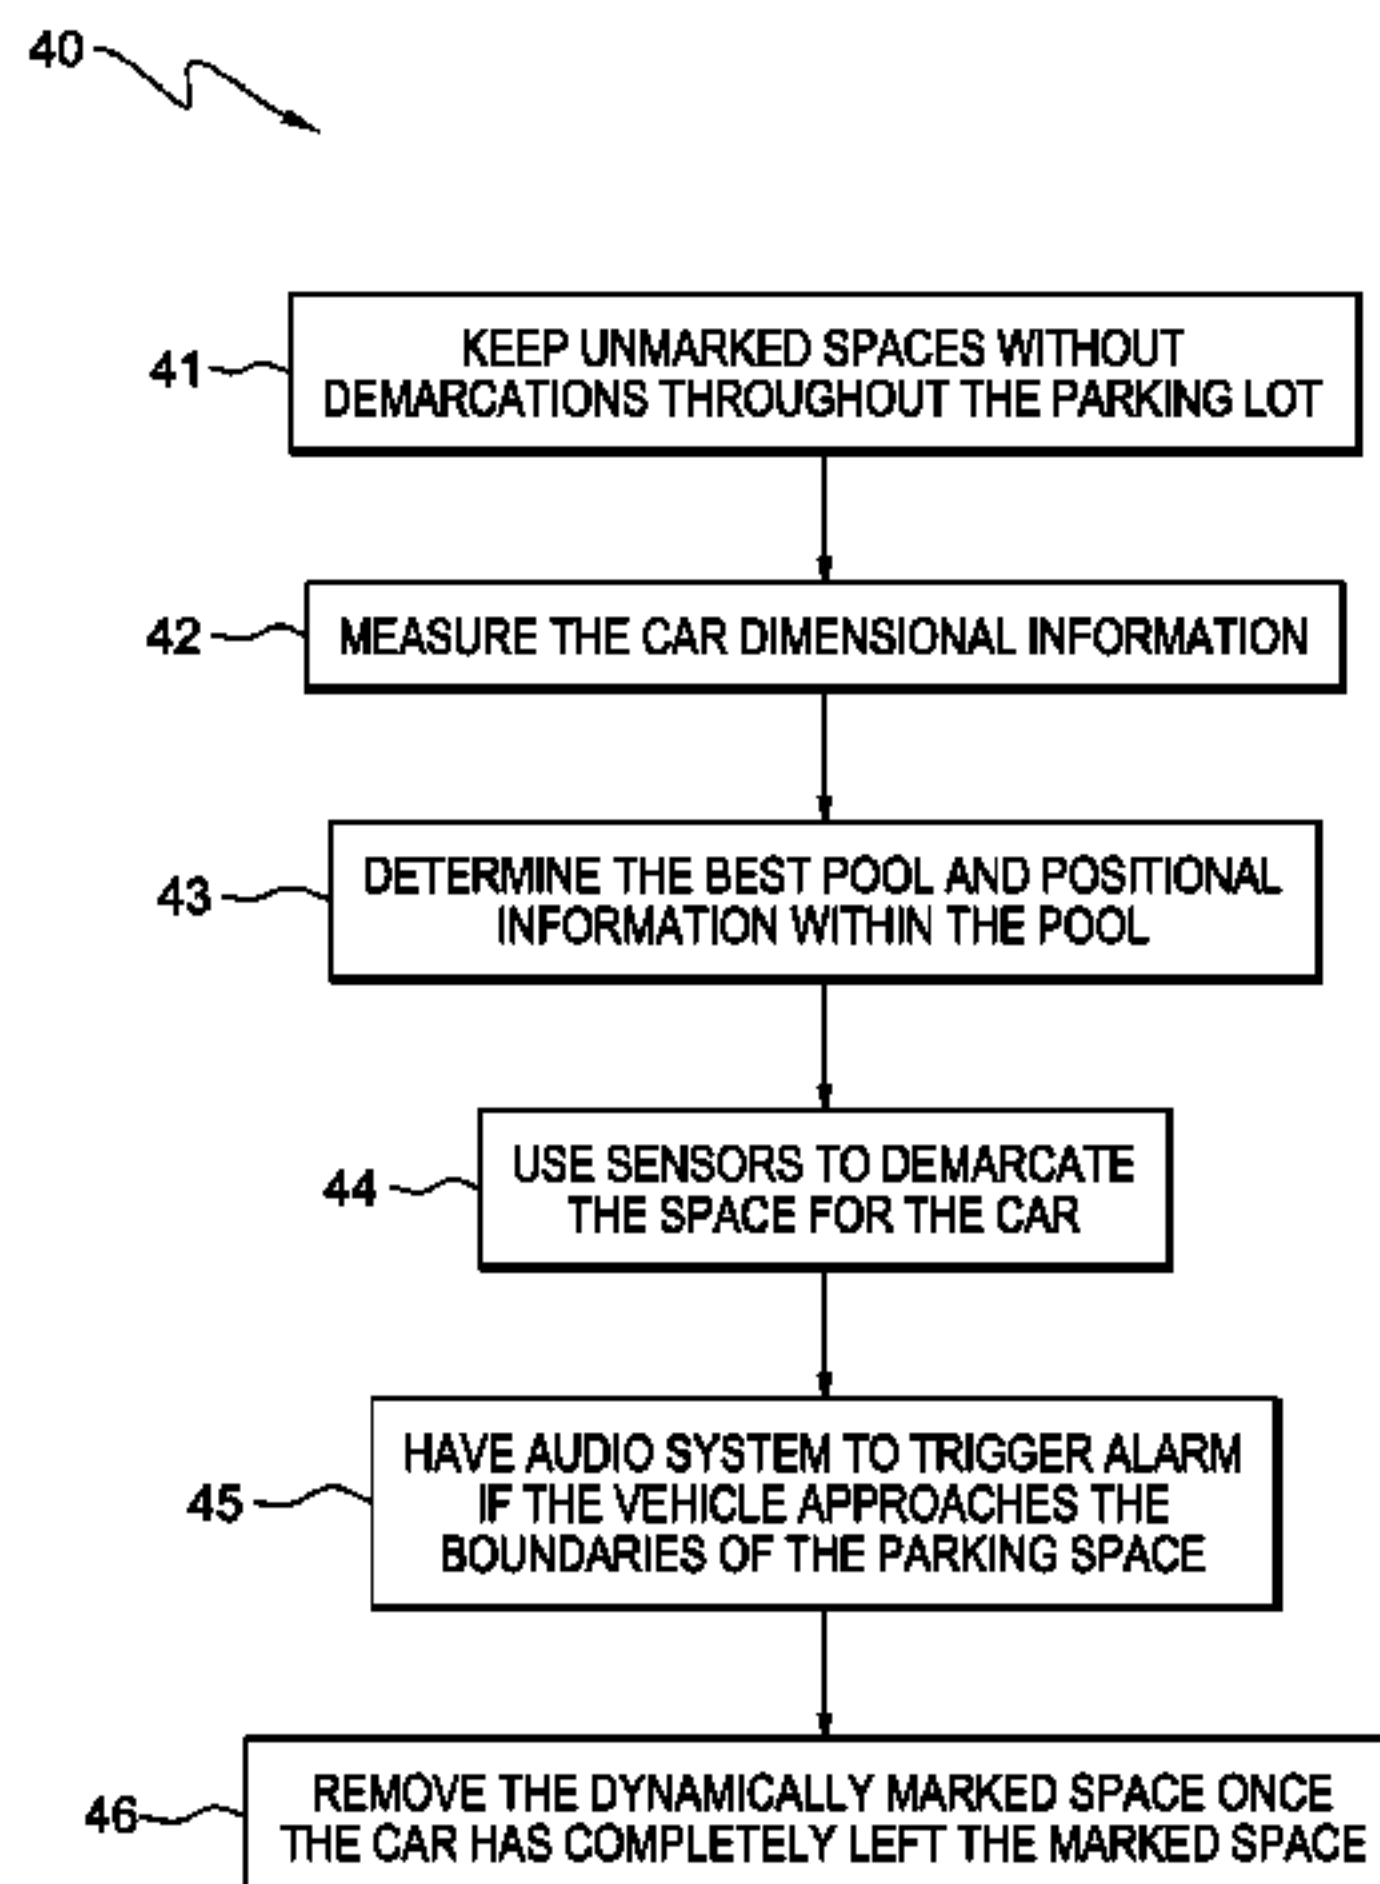 40
41
KEEP UNMARKED SPACES WITHOUT
DEMARCATIONS THROUGHOUT THE PARKING LOT
42
MEASURE THE CAR DIMENSIONAL INFORMATION
43
DETERMINE THE BEST POOL AND POSITIONAL
INFORMATION WITHIN THE POOL
44
USE SENSORS TO DEMARCATE
THE SPACE FOR THE CAR
45
HAVE AUDIO SYSTEM TO TRIGGER ALARM
IF THE VEHICLE APPROACHES THE
BOUNDARIES OF THE PARKING SPACE
46
REMOVE THE DYNAMICALLY MARKED SPACE ONCE
THE CAR HAS COMPLETELY LEFT THE MARKED SPACE